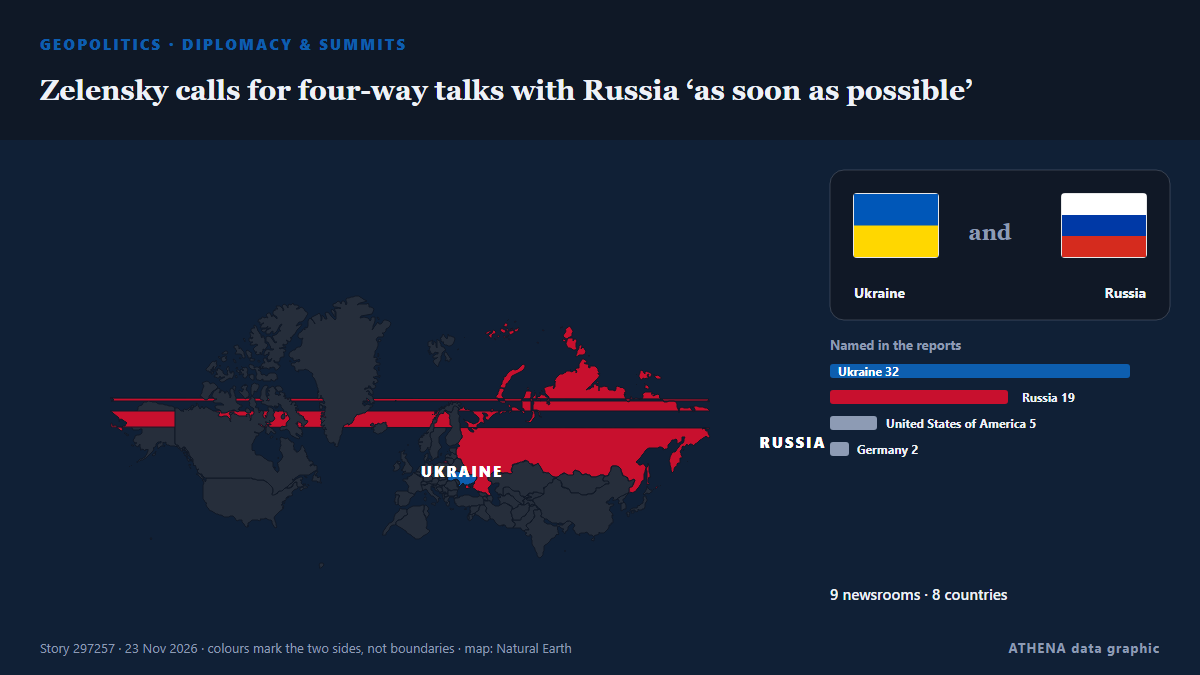 GEOPOLITICS · DIPLOMACY & SUMMITS
Zelensky calls for four-way talks with Russia ‘as soon as possible’
and
Ukraine
Russia
Named in the reports
Ukraine 32
Russia 19
United States of America 5
Germany 2
RUSSIA
UKRAINE
9 newsrooms · 8 countries
Story 297257 · 23 Nov 2026 · colours mark the two sides, not boundaries · map: Natural Earth
ATHENA data graphic